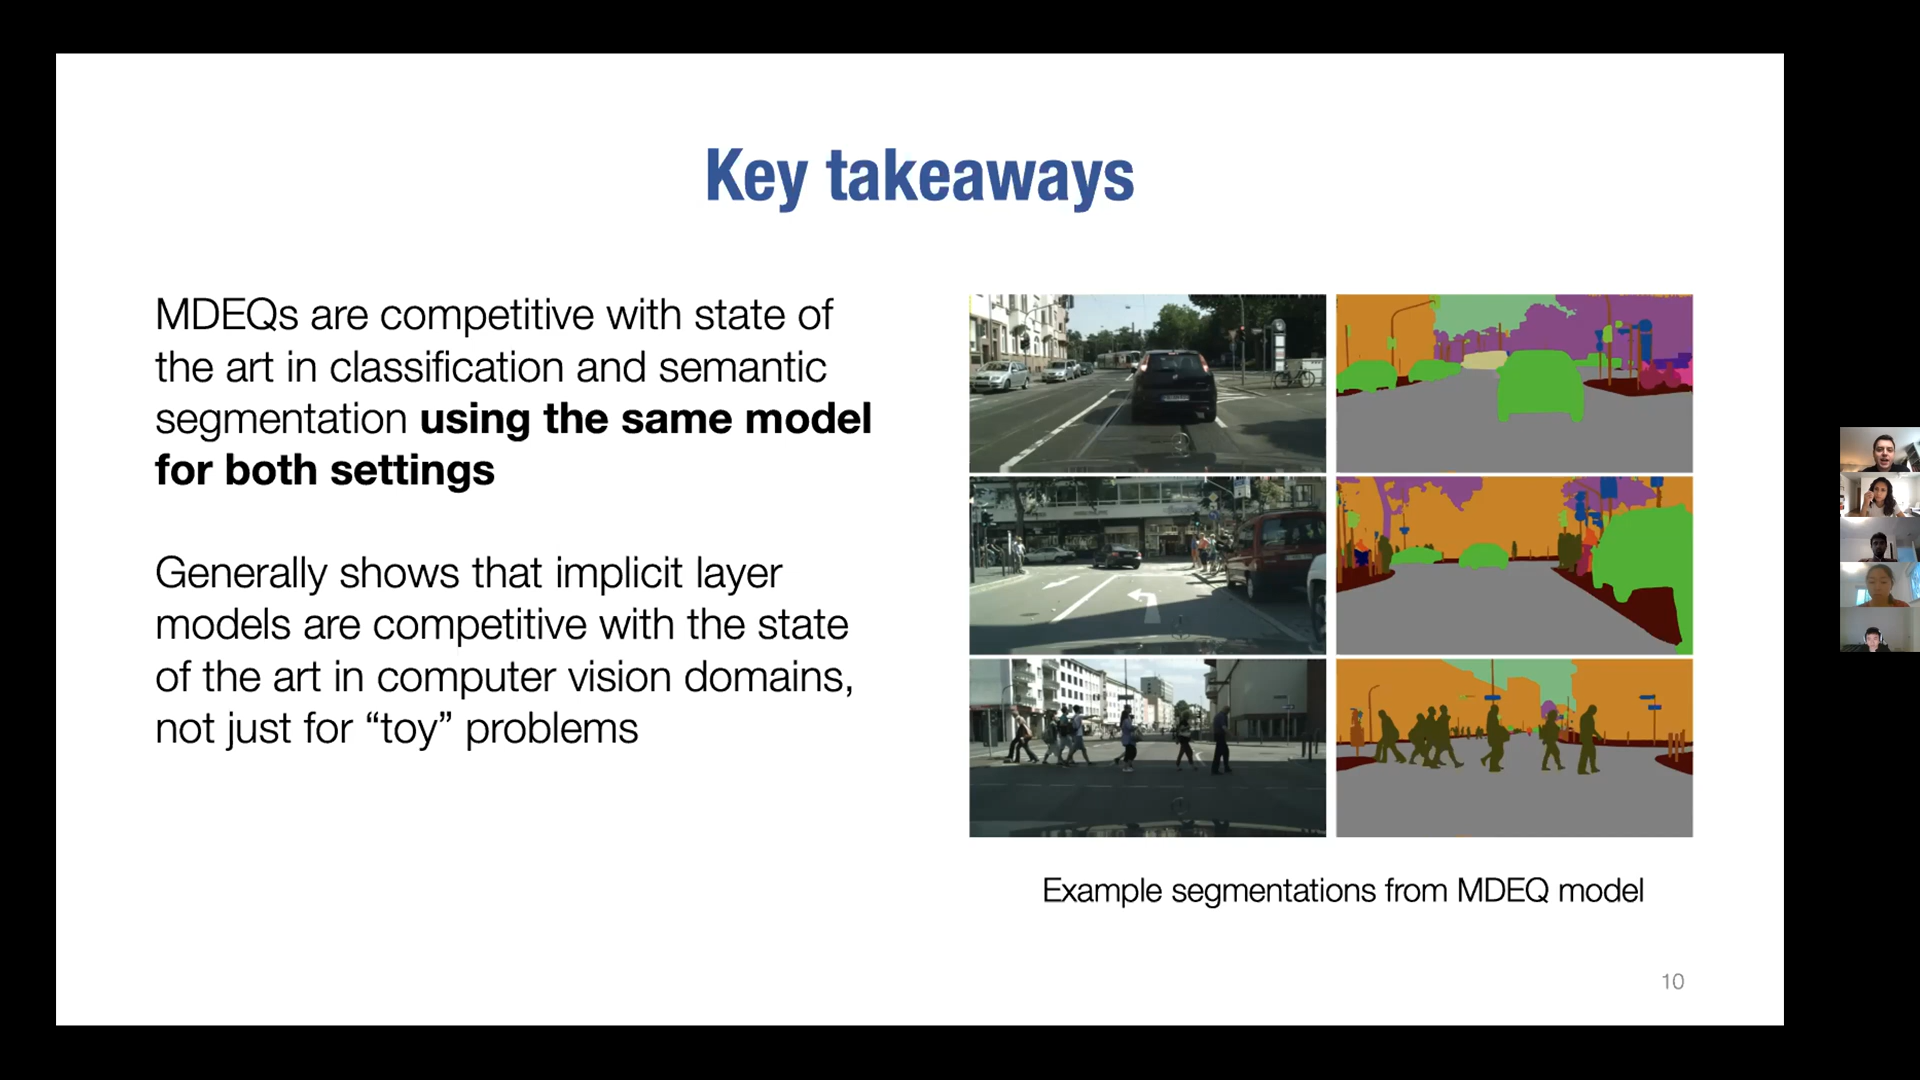 Key takeaways
MDEQs are competitive with state of
the art in classification and semantic
segmentation using the same model
for both settings
Generally shows that implicit layer
models are competitive with the state
of the art in computer vision domains,
not just for “toy” problems
Example segmentations from MDEQ model
10